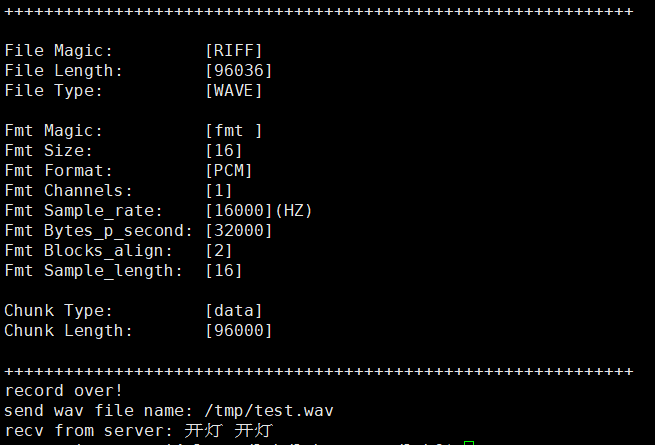 +++++++++++++++++++++++++++++++++++++++++++++++++++++++++++++++
File Magic: [RIFF]
File Length: [96036]
File Type: [WAVE]
Fmt Magic: [fmt ]
Fmt Size: [16]
Fmt Format: [PCM]
Fmt Channels: [1]
Fmt Sample_rate: [16000](HZ)
Fmt Bytes_p_second: [32000]
Fmt Blocks_align: [2]
Fmt Sample_length: [16]
Chunk Type: [data]
Chunk Length: [96000]
+++++++++++++++++++++++++++++++++++++++++++++++++++++++++++++++
record over!
send wav file name: /tmp/test.wav
recv from server: 开灯 开灯